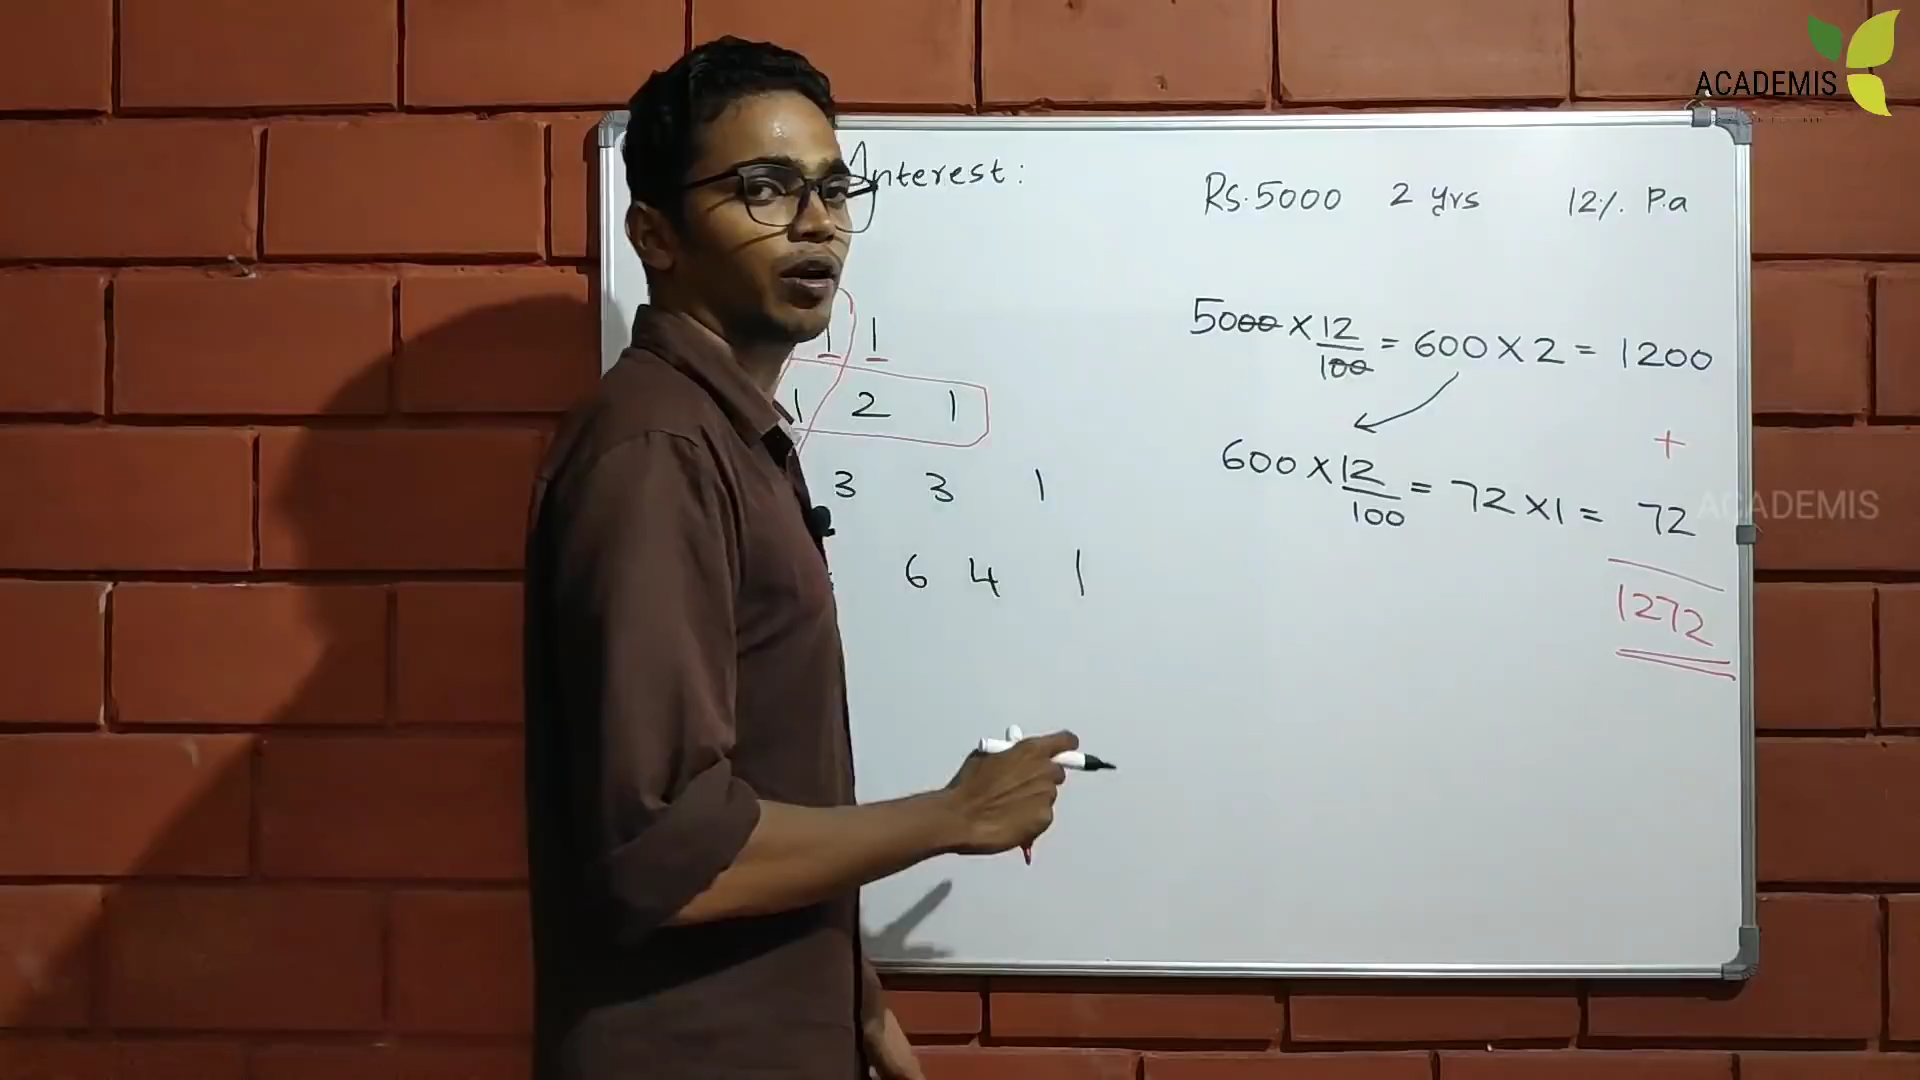 ACADEMIS
Interest:
Rs.5000 2 yrs 12% P.a
1 1
1 2 1
3 3 1
6 4 1
5000 × 12/100 = 600 × 2 = 1200
+
600 × 12/100 = 72 × 1 = 72
1272
ACADEMIS